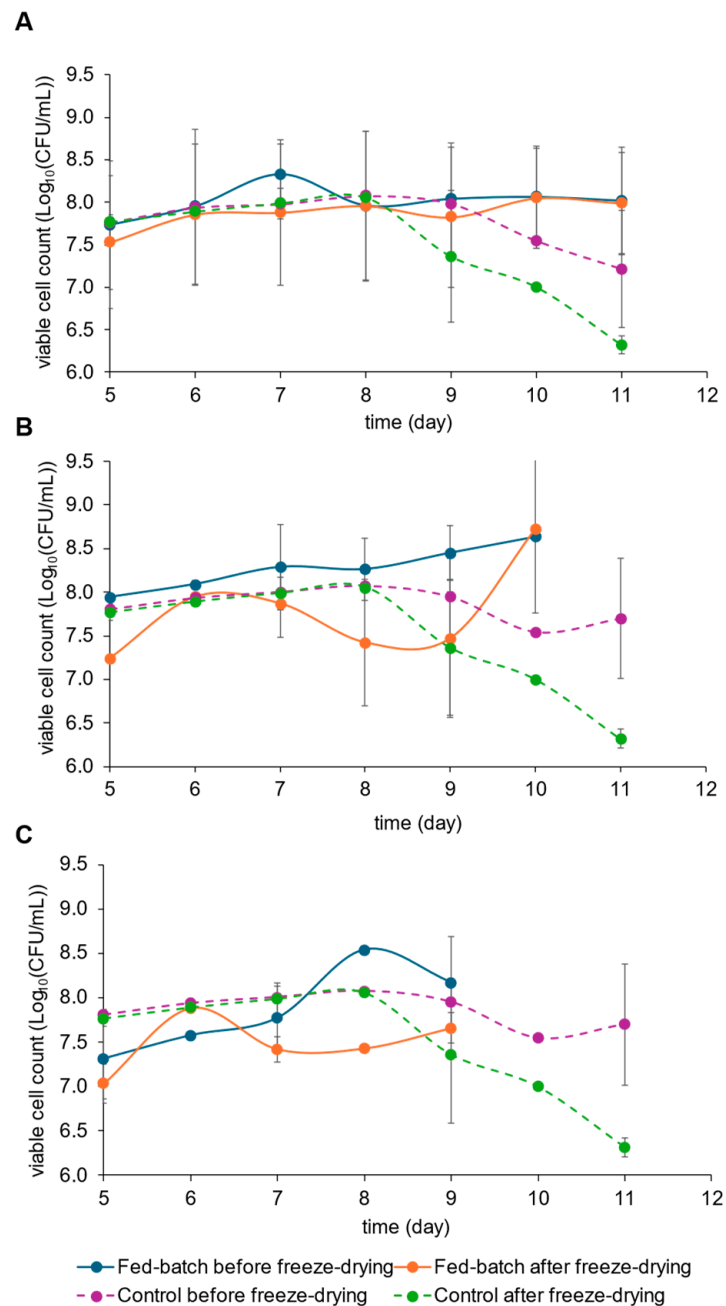 A
viable cell count (Log₁₀(CFU/mL))
9.5
9.0
8.5
8.0
7.5
7.0
6.5
6.0
5 6 7 8 9 10 11 12
time (day)
B
viable cell count (Log₁₀(CFU/mL))
9.5
9.0
8.5
8.0
7.5
7.0
6.5
6.0
5 6 7 8 9 10 11 12
time (day)
C
viable cell count (Log₁₀(CFU/mL))
9.5
9.0
8.5
8.0
7.5
7.0
6.5
6.0
5 6 7 8 9 10 11 12
time (day)
Fed-batch before freeze-drying Fed-batch after freeze-drying
Control before freeze-drying Control after freeze-drying